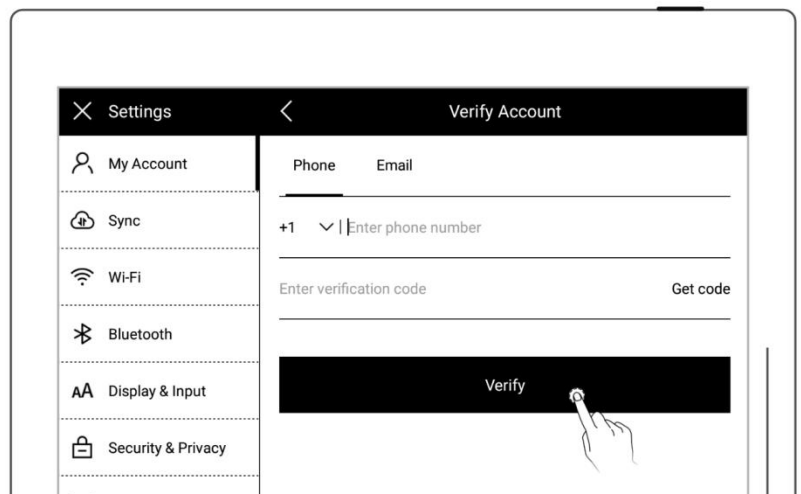 Settings
Verify Account
My Account
Phone
Email
Sync
+1
Enter phone number
Wi-Fi
Enter verification code
Get code
Bluetooth
AA Display & Input
Verify
Security & Privacy